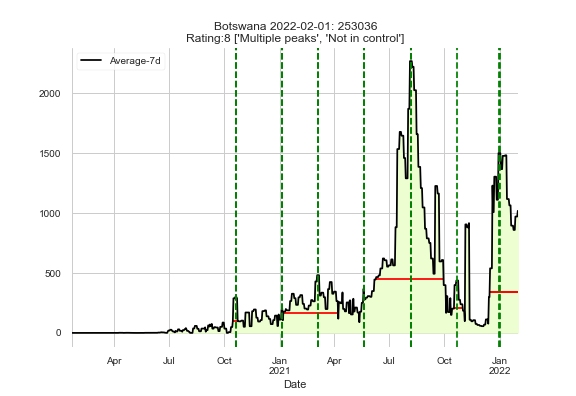 Botswana 2022-02-01: 253036
Rating:8 ['Multiple peaks', 'Not in control']
Average-7d
2000
1500
1000
500
0
Apr Jul Oct Jan Apr Jul Oct Jan
2021 2022
Date